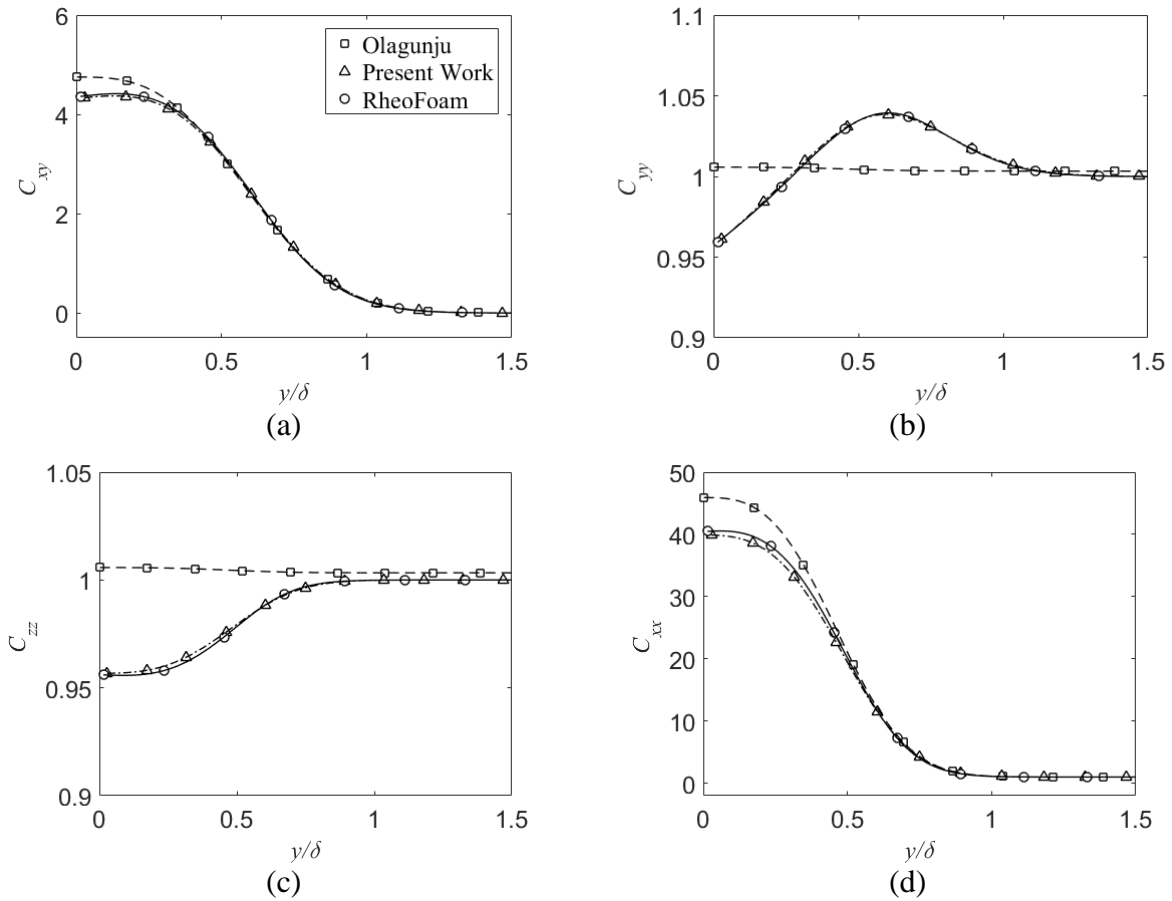 6
4
2
0
C_xy
Olagunju
Present Work
RheoFoam
0 0.5 1 1.5
y/δ
(a)
1.1
1.05
1
0.95
0.9
C_yy
0 0.5 1 1.5
y/δ
(b)
1.05
1
0.95
0.9
C_zz
0 0.5 1 1.5
y/δ
(c)
50
40
30
20
10
0
C_xx
0 0.5 1 1.5
y/δ
(d)